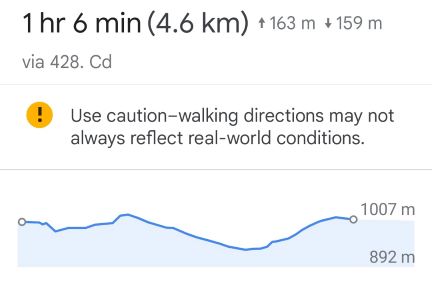 1 hr 6 min (4.6 km) ↑ 163 m ↓ 159 m
via 428. Cd
! Use caution–walking directions may not
always reflect real-world conditions.
1007 m
892 m